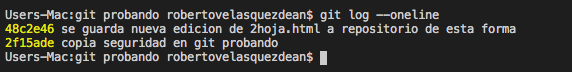 Users-Mac:git probando robertovelasquezdean$ git log --oneline
48c2e46 se guarda nueva edicion de 2hoja.html a repositorio de esta forma
2f15ade copia seguridad en git probando
Users-Mac:git probando robertovelasquezdean$